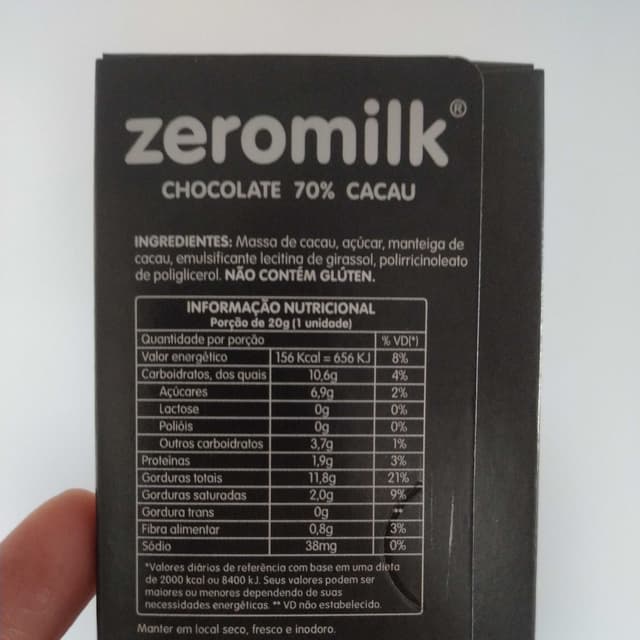 zeromilk®
CHOCOLATE 70% CACAU
INGREDIENTES: Massa de cacau, açúcar, manteiga de
cacau, emulsificante lecitina de girassol, polirricinoleato
de poliglicerol. NÃO CONTÉM GLÚTEN.
INFORMAÇÃO NUTRICIONAL
Porção de 20g (1 unidade)
Quantidade por porção % VD(*)
Valor energético 156 Kcal = 656 KJ 8%
Carboidratos, dos quais 10,6g 4%
Açúcares 6,9g 2%
Lactose 0g 0%
Polióis 0g 0%
Outros carboidratos 3,7g 1%
Proteínas 1,9g 3%
Gorduras totais 11,8g 21%
Gorduras saturadas 2,0g 9%
Gordura trans 0g **
Fibra alimentar 0,8g 3%
Sódio 38mg 0%
*Valores diários de referência com base em uma dieta
de 2000 kcal ou 8400 kJ. Seus valores podem ser
maiores ou menores dependendo de suas
necessidades energéticas. ** VD não estabelecido.
Manter em local seco, fresco e inodoro.